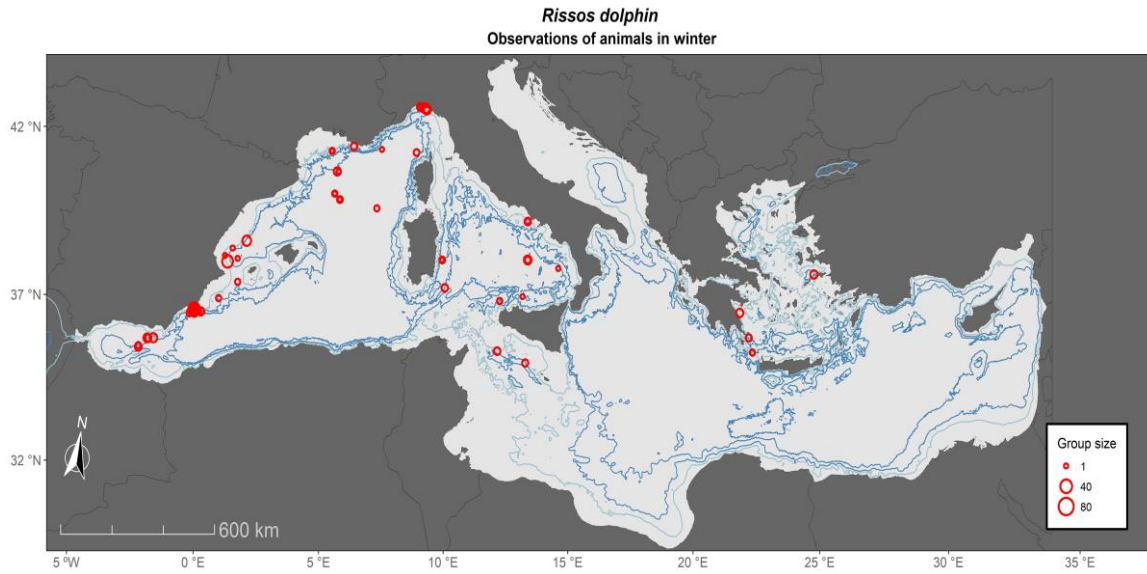 Rissos dolphin
Observations of animals in winter
42 °N
37 °N
32 °N
N
600 km
Group size
1
40
80
5 °W
0 °E
5 °E
10 °E
15 °E
20 °E
25 °E
30 °E
35 °E